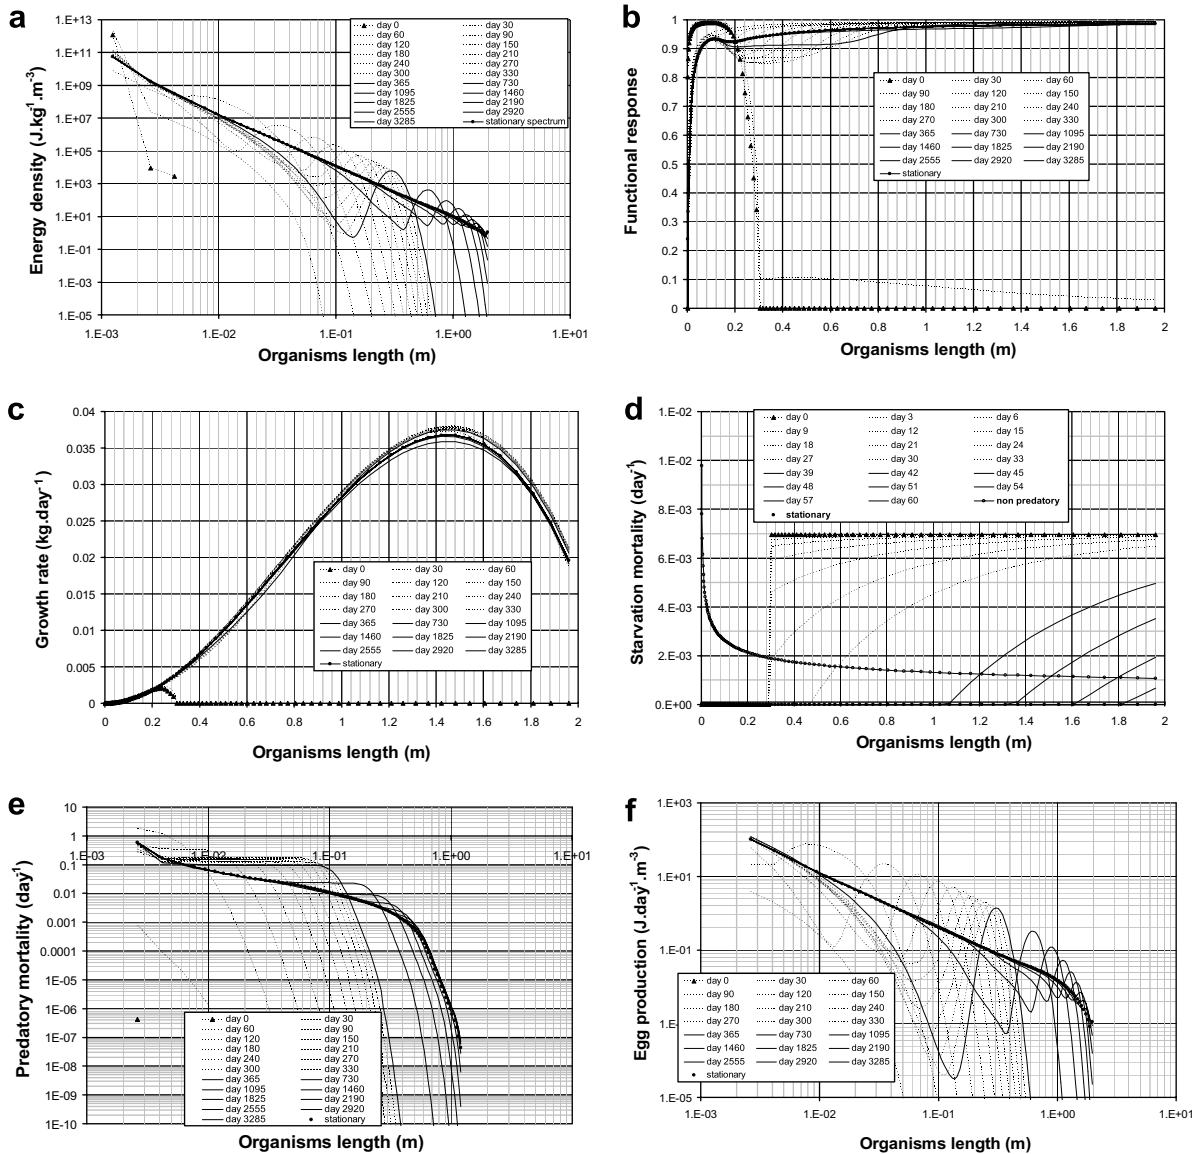 a
1.E+13
1.E+11
1.E+09
1.E+07
1.E+05
1.E+03
1.E+01
1.E-01
1.E-03
1.E-05
Energy density (J.kg-1.m-3)
day 0 day 30
day 60 day 90
day 120 day 150
day 180 day 210
day 240 day 270
day 300 day 330
day 365 day 730
day 1095 day 1460
day 1825 day 2190
day 2555 day 2920
day 3285 stationary spectrum
1.E-03 1.E-02 1.E-01 1.E+00 1.E+01
Organisms length (m)
b
1
0.9
0.8
0.7
0.6
0.5
0.4
0.3
0.2
0.1
0
Functional response
day 0 day 30 day 60
day 90 day 120 day 150
day 180 day 210 day 240
day 270 day 300 day 330
day 365 day 730 day 1095
day 1460 day 1825 day 2190
day 2555 day 2920 day 3285
stationary
0 0.2 0.4 0.6 0.8 1 1.2 1.4 1.6 1.8 2
Organisms length (m)
c
0.04
0.035
0.03
0.025
0.02
0.015
0.01
0.005
0
Growth rate (kg.day-1)
day 0 day 30 day 60
day 90 day 120 day 150
day 180 day 210 day 240
day 270 day 300 day 330
day 365 day 730 day 1095
day 1460 day 1825 day 2190
day 2555 day 2920 day 3285
stationary
0 0.2 0.4 0.6 0.8 1 1.2 1.4 1.6 1.8 2
Organisms length (m)
d
1.E-02
1.E-02
8.E-03
6.E-03
4.E-03
2.E-03
0.E+00
Starvation mortality (day-1)
day 0 day 3 day 6
day 9 day 12 day 15
day 18 day 21 day 24
day 27 day 30 day 33
day 39 day 42 day 45
day 48 day 51 day 54
day 57 day 60 non predatory
stationary
0 0.2 0.4 0.6 0.8 1 1.2 1.4 1.6 1.8 2
Organisms length (m)
e
10
1
0.1
0.01
0.001
0.0001
1.E-05
1.E-06
1.E-07
1.E-08
1.E-09
1.E-10
Predatory mortality (day-1)
1.E-03 1.E-02 1.E-01 1.E+00 1.E+01
day 0 day 30
day 60 day 90
day 120 day 150
day 180 day 210
day 240 day 270
day 300 day 330
day 365 day 730
day 1095 day 1460
day 1825 day 2190
day 2555 day 2920
day 3285 stationary
Organisms length (m)
f
1.E+03
1.E+01
1.E-01
1.E-
1.E-05
Egg production (J.day-1.m-3)
day 0 day 30 day 60
day 90 day 120 day 150
day 180 day 210 day 240
day 270 day 300 day 330
day 365 day 730 day 1095
day 1460 day 1825 day 2190
day 2555 day 2920 day 3285
stationary
1.E-03 1.E-02 1.E-01 1.E+00 1.E+01
Organisms length (m)